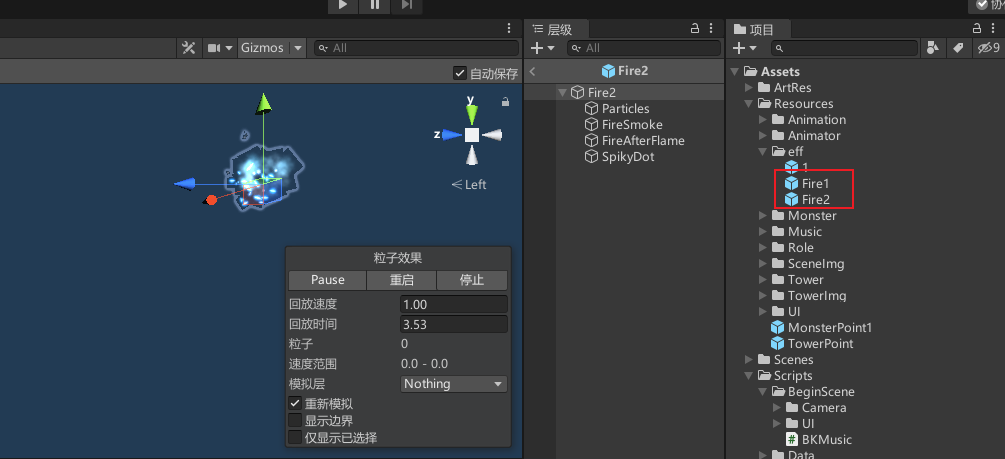 协作
Gizmos
All
自动保存
y
z
Left
粒子效果
Pause
重启
停止
回放速度
1.00
回放时间
3.53
粒子
0
速度范围
0.0 - 0.0
模拟层
Nothing
重新模拟
显示边界
仅显示已选择
层级
All
Fire2
Fire2
Particles
FireSmoke
FireAfterFlame
SpikyDot
项目
9
Assets
ArtRes
Resources
Animation
Animator
eff
1
Fire1
Fire2
Monster
Music
Role
SceneImg
Tower
TowerImg
UI
MonsterPoint1
TowerPoint
Scenes
Scripts
BeginScene
Camera
UI
BKMusic
Data